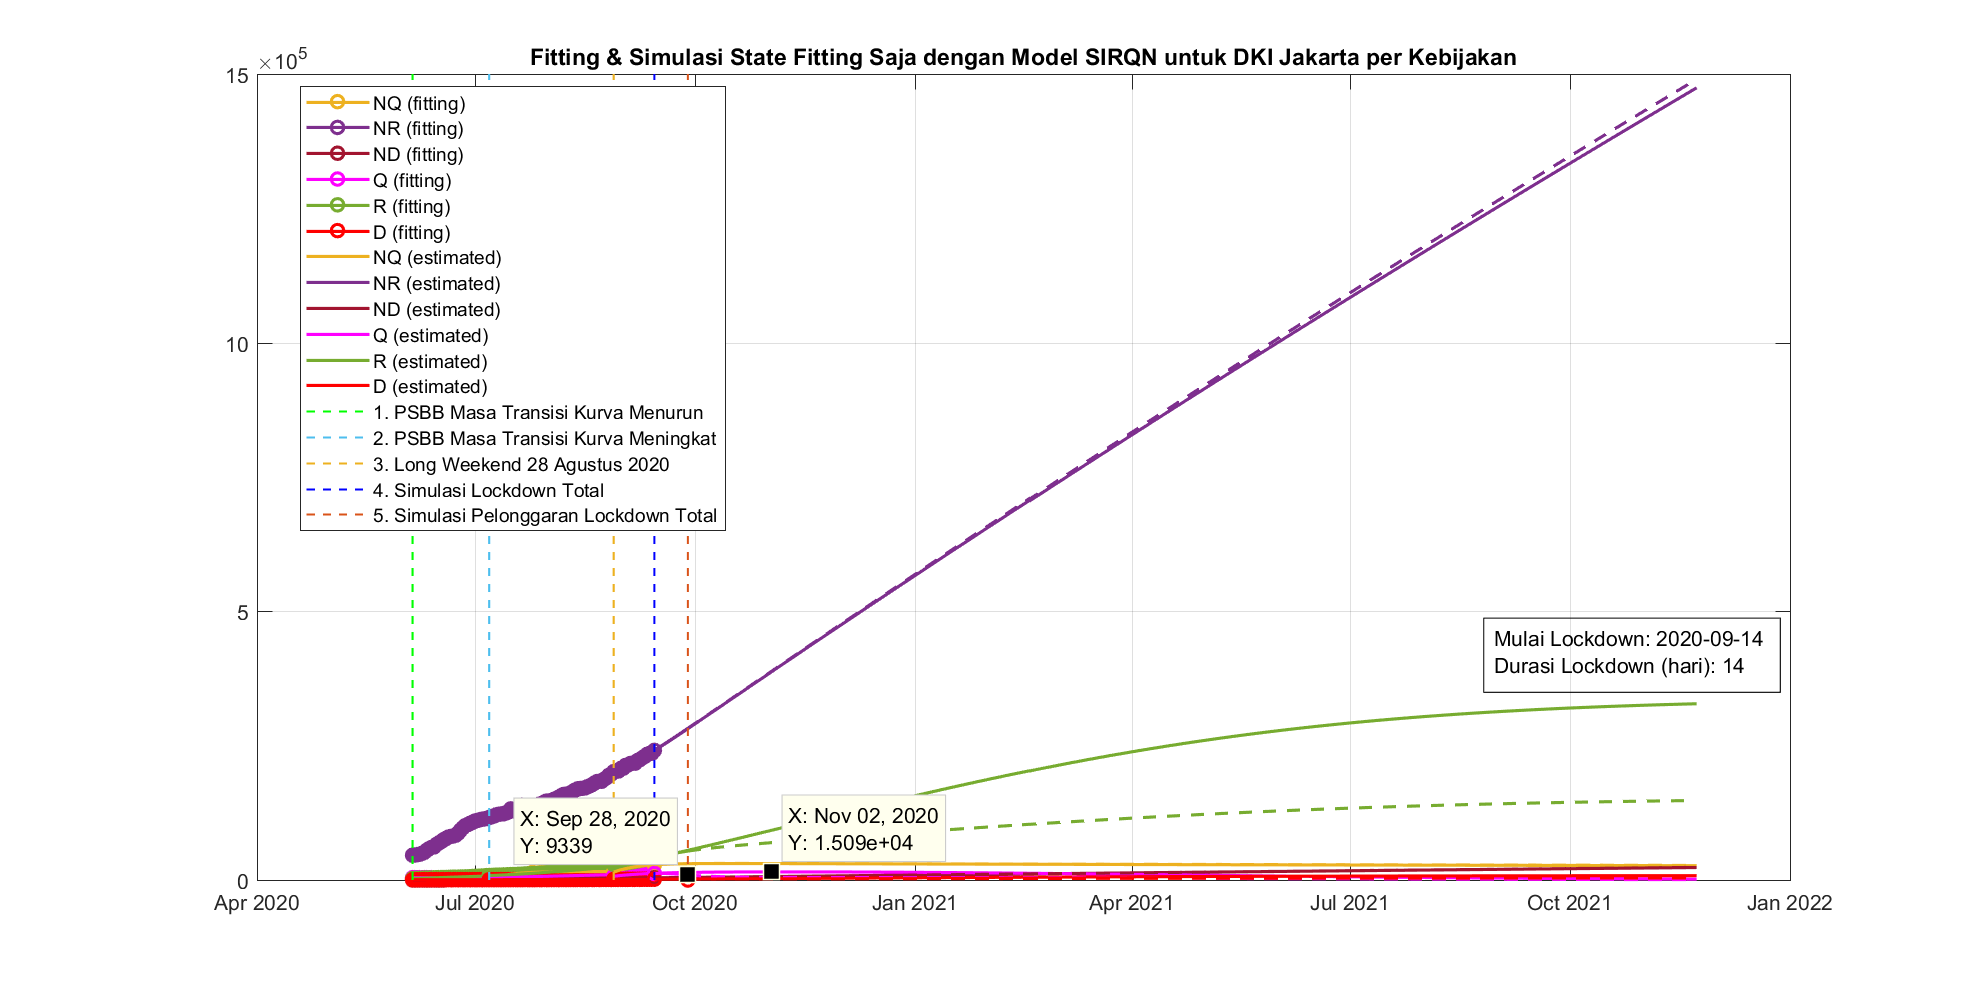 Fitting & Simulasi State Fitting Saja dengan Model SIRQN untuk DKI Jakarta per Kebijakan
×10^5
15
10
5
0
NQ (fitting)
NR (fitting)
ND (fitting)
Q (fitting)
R (fitting)
D (fitting)
NQ (estimated)
NR (estimated)
ND (estimated)
Q (estimated)
R (estimated)
D (estimated)
1. PSBB Masa Transisi Kurva Menurun
2. PSBB Masa Transisi Kurva Meningkat
3. Long Weekend 28 Agustus 2020
4. Simulasi Lockdown Total
5. Simulasi Pelonggaran Lockdown Total
Mulai Lockdown: 2020-09-14
Durasi Lockdown (hari): 14
X: Sep 28, 2020
Y: 9339
X: Nov 02, 2020
Y: 1.509e+04
Apr 2020
Jul 2020
Oct 2020
Jan 2021
Apr 2021
Jul 2021
Oct 2021
Jan 2022